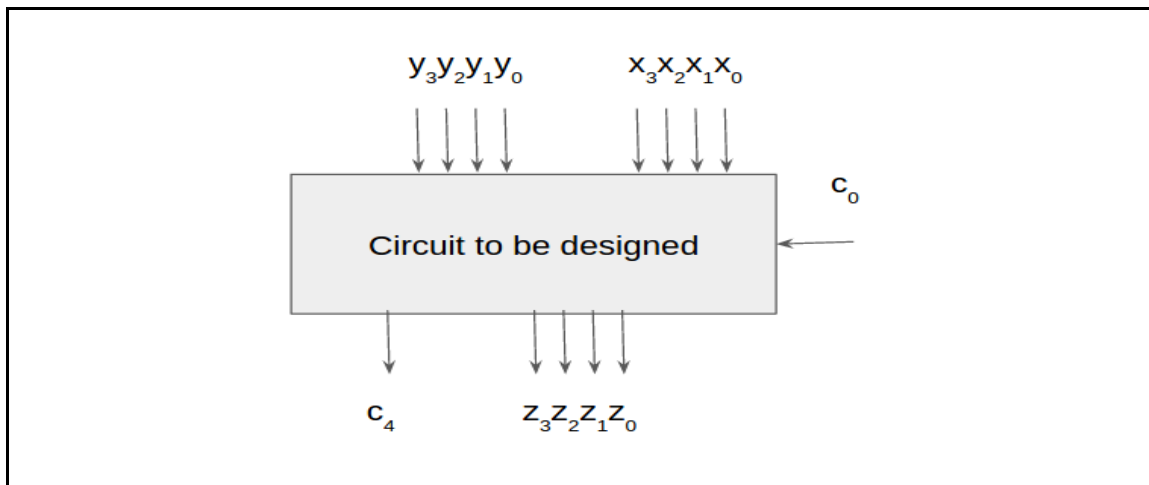 y₃y₂y₁y₀ x₃x₂x₁x₀
c₀
Circuit to be designed
c₄ z₃z₂z₁z₀